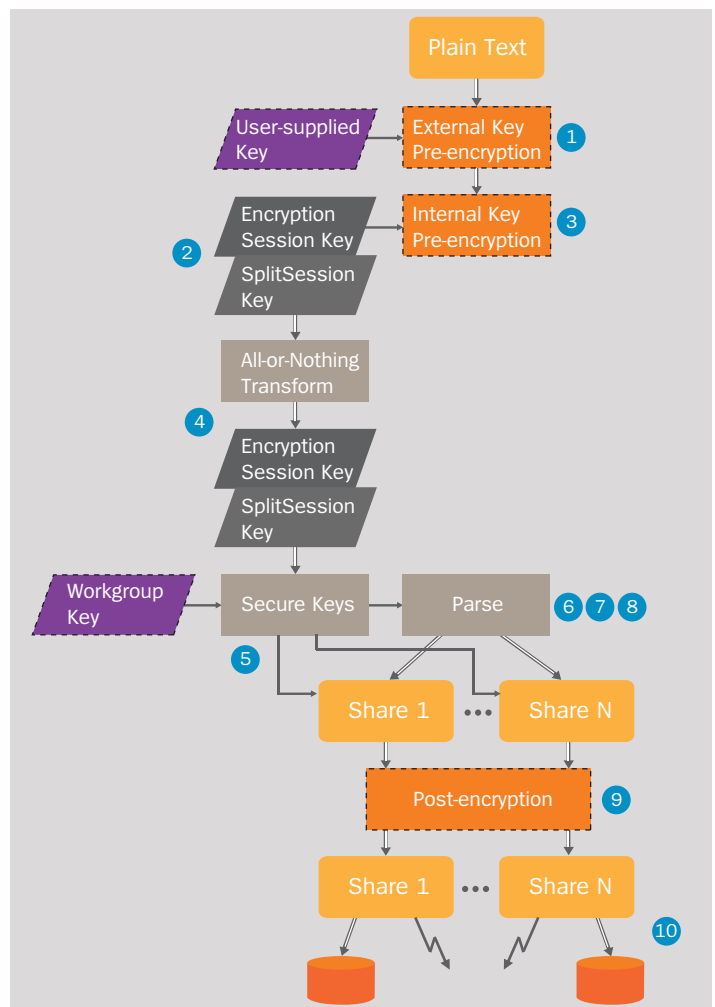 Plain Text
User-supplied
Key
External Key
Pre-encryption
1
Encryption
Session Key
Internal Key
Pre-encryption
3
2
SplitSession
Key
All-or-Nothing
Transform
4
Encryption
Session Key
SplitSession
Key
Workgroup
Key
Secure Keys
Parse
6 7 8
5
Share 1
•••
Share N
Post-encryption
9
Share 1
•••
Share N
10